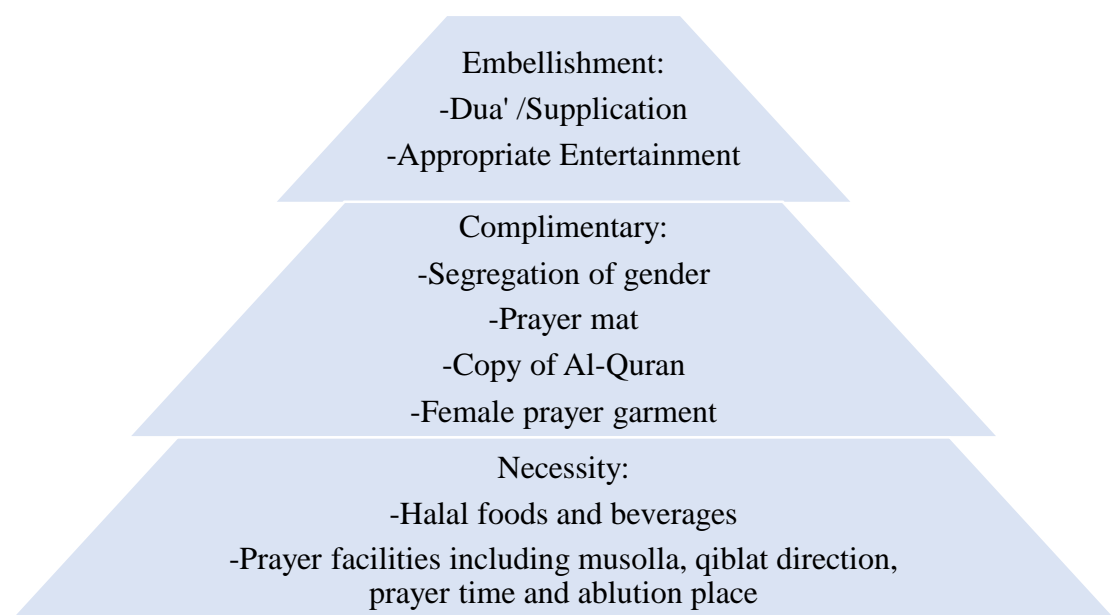 Embellishment:
-Dua' /Supplication
-Appropriate Entertainment
Complimentary:
-Segregation of gender
-Prayer mat
-Copy of Al-Quran
-Female prayer garment
Necessity:
-Halal foods and beverages
-Prayer facilities including musolla, qiblat direction,
prayer time and ablution place